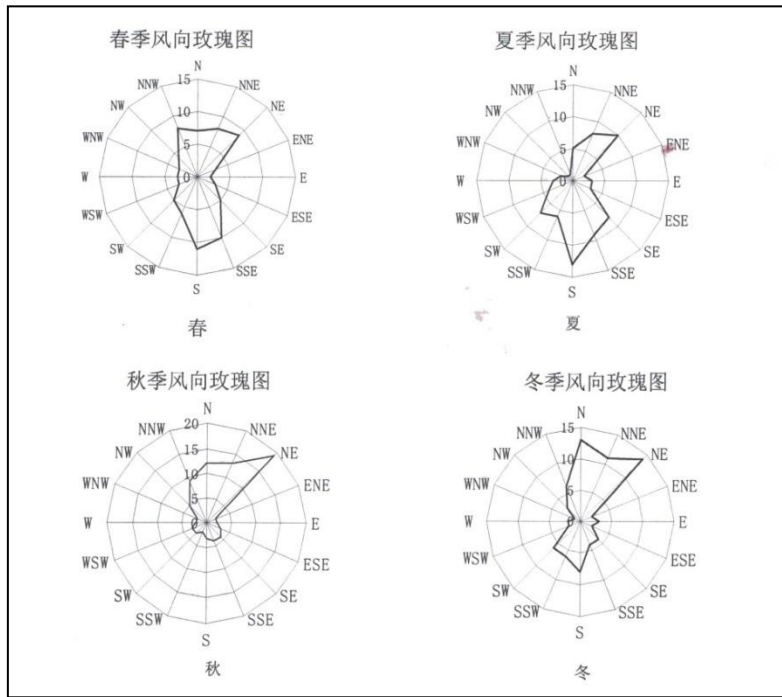 春季风向玫瑰图
N
NNE
NE
ENE
E
ESE
SE
SSE
S
SSW
SW
WSW
W
WNW
NW
NNW
15
10
5
0
春
夏季风向玫瑰图
N
NNE
NE
ENE
E
ESE
SE
SSE
S
SSW
SW
WSW
W
WNW
NW
NNW
15
10
5
0
夏
秋季风向玫瑰图
N
NNE
NE
ENE
E
ESE
SE
SSE
S
SSW
SW
WSW
W
WNW
NW
NNW
20
15
10
5
0
秋
冬季风向玫瑰图
N
NNE
NE
ENE
E
ESE
SE
SSE
S
SSW
SW
WSW
W
WNW
NW
NNW
15
10
5
0
冬